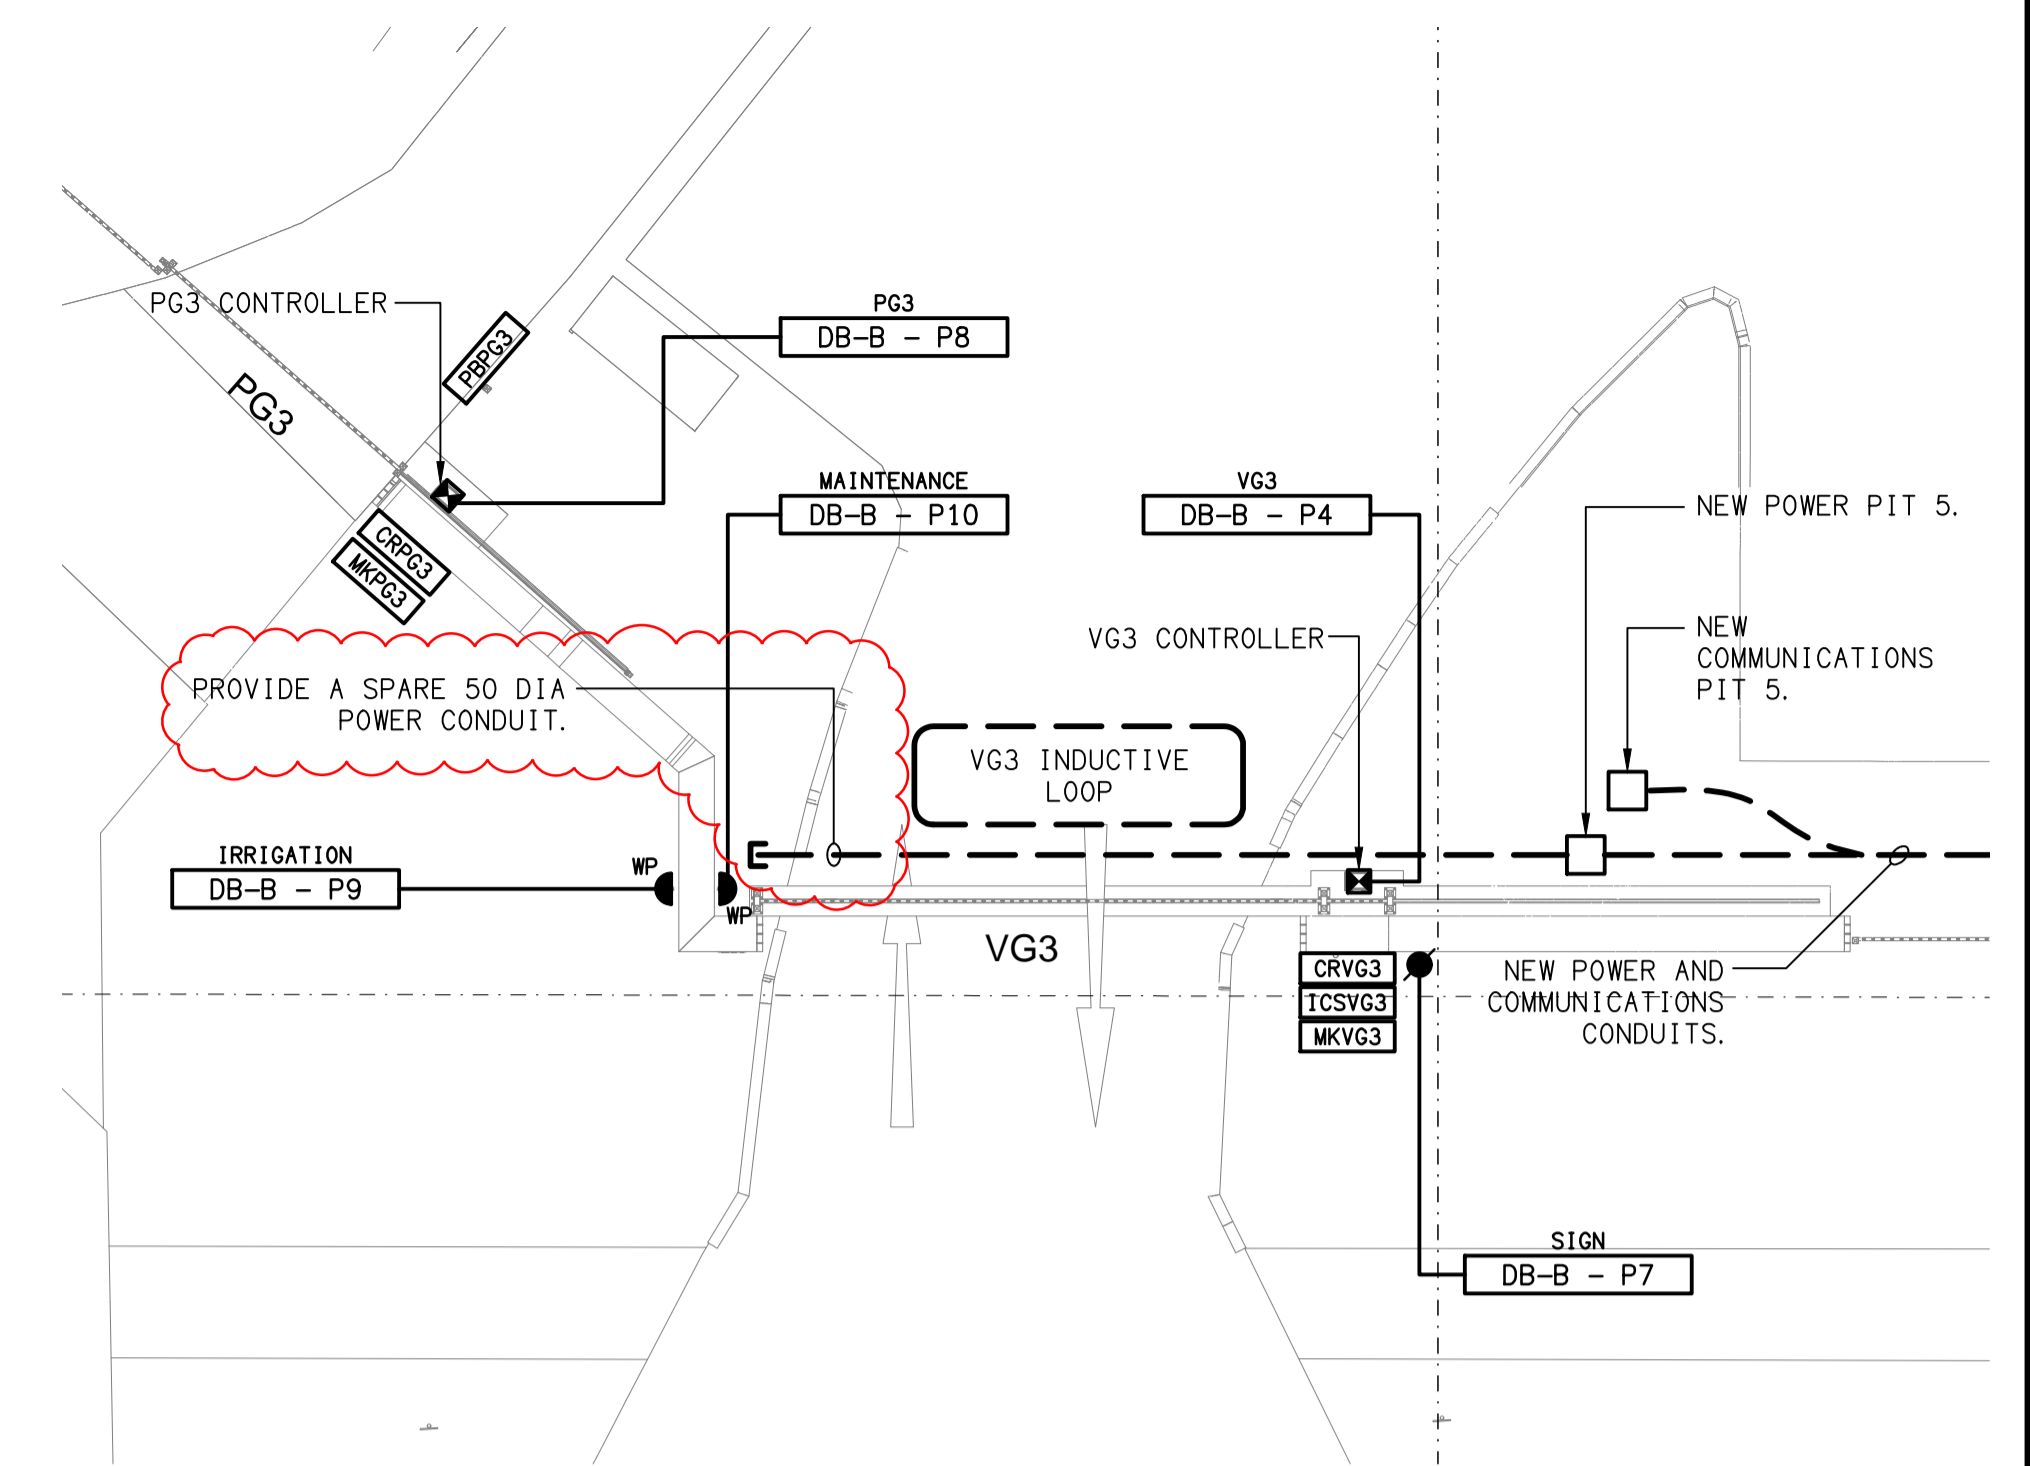 PG3 CONTROLLER
PBPG3
PG3
DB-B - P8
PG3
MAINTENANCE
DB-B - P10
VG3
DB-B - P4
NEW POWER PIT 5.
CRPG3
MKPG3
VG3 CONTROLLER
NEW
COMMUNICATIONS
PIT 5.
PROVIDE A SPARE 50 DIA
POWER CONDUIT.
VG3 INDUCTIVE
LOOP
IRRIGATION
DB-B - P9
WP
WP
VG3
CRVG3
ICSVG3
MKVG3
NEW POWER AND
COMMUNICATIONS
CONDUITS.
SIGN
DB-B - P7